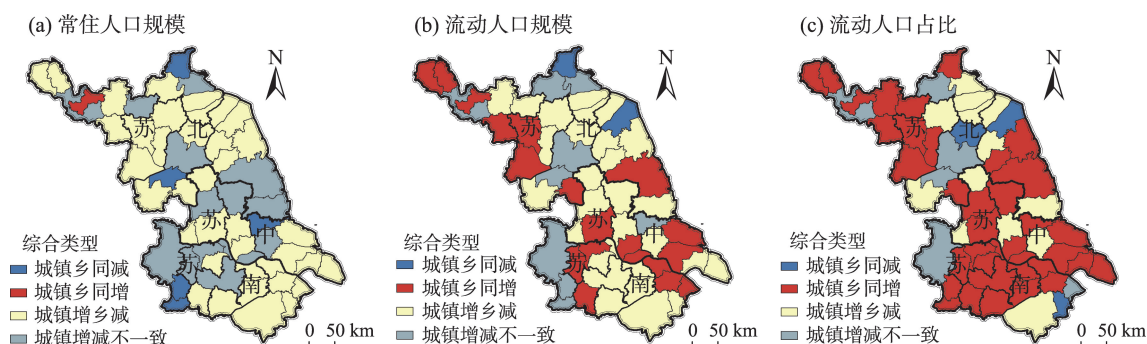 (a) 常住人口规模
N
苏
北
苏
中
苏
南
综合类型
城镇乡同减
城镇乡同增
城镇增乡减
城镇增减不一致
0 50 km
(b) 流动人口规模
N
苏
北
苏
中
苏
南
综合类型
城镇乡同减
城镇乡同增
城镇增乡减
城镇增减不一致
0 50 km
(c) 流动人口占比
N
苏
北
苏
中
苏
南
综合类型
城镇乡同减
城镇乡同增
城镇增乡减
城镇增减不一致
0 50 km